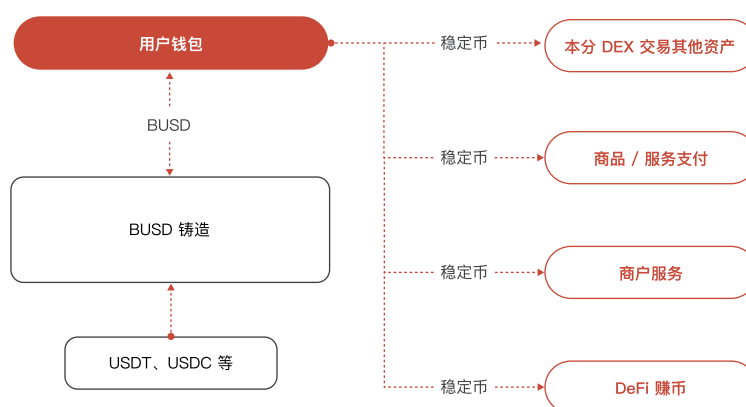 用户钱包
稳定币
本分 DEX 交易其他资产
BUSD
稳定币
商品 / 服务支付
BUSD 铸造
稳定币
商户服务
USDT、USDC 等
稳定币
DeFi 赚币